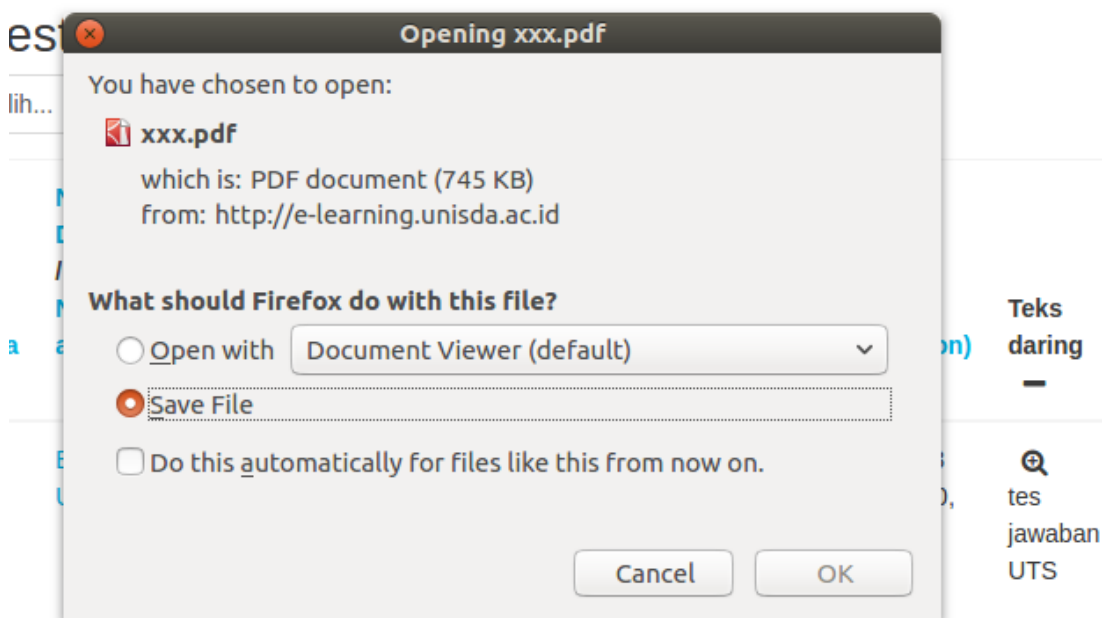 est
Opening xxx.pdf
You have chosen to open:
lih...
xxx.pdf
which is: PDF document (745 KB)
from: http://e-learning.unisda.ac.id
What should Firefox do with this file?
Open with
Document Viewer (default)
Save File
Do this automatically for files like this from now on.
Cancel
OK
a
on)
Teks
daring
tes
jawaban
UTS